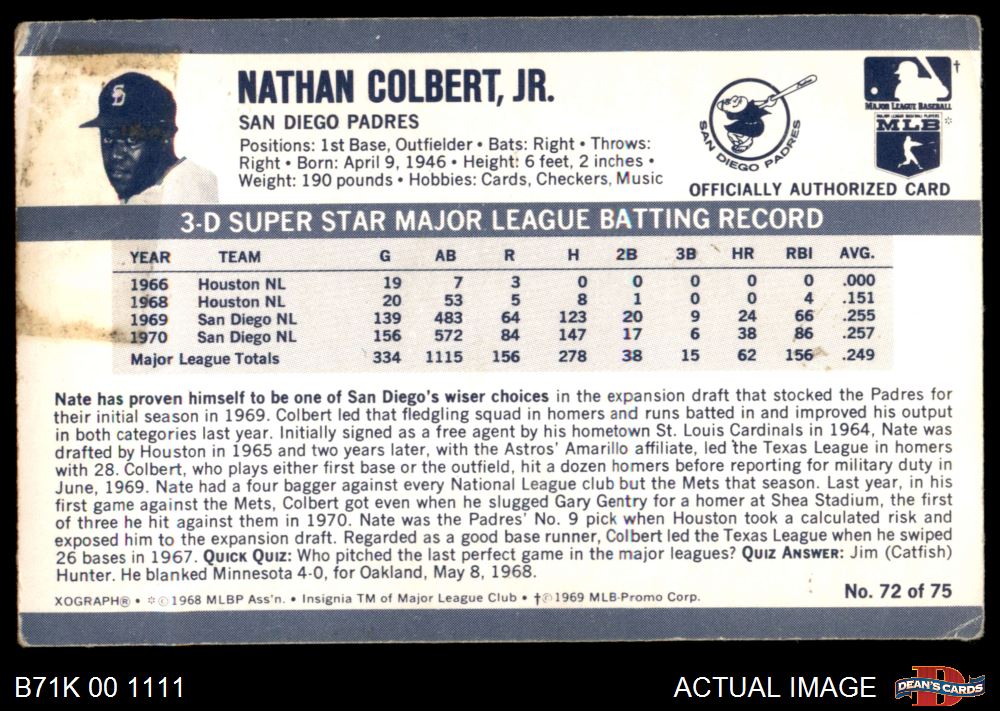 NATHAN COLBERT, JR.
SAN DIEGO PADRES
Positions: 1st Base, Outfielder • Bats: Right • Throws:
Right • Born: April 9, 1946 • Height: 6 feet, 2 inches •
Weight: 190 pounds • Hobbies: Cards, Checkers, Music
SD
SAN DIEGO PADRES
†
MAJOR LEAGUE BASEBALL
MAJOR LEAGUE BASEBALL PLAYERS
MLB
OFFICIALLY AUTHORIZED CARD
3-D SUPER STAR MAJOR LEAGUE BATTING RECORD
YEAR TEAM G AB R H 2B 3B HR RBI AVG.
1966 Houston NL 19 7 3 0 0 0 0 0 .000
1968 Houston NL 20 53 5 8 1 0 0 4 .151
1969 San Diego NL 139 483 64 123 20 9 24 66 .255
1970 San Diego NL 156 572 84 147 17 6 38 86 .257
Major League Totals 334 1115 156 278 38 15 62 156 .249
Nate has proven himself to be one of San Diego's wiser choices in the expansion draft that stocked the Padres for
their initial season in 1969. Colbert led that fledgling squad in homers and runs batted in and improved his output
in both categories last year. Initially signed as a free agent by his hometown St. Louis Cardinals in 1964, Nate was
drafted by Houston in 1965 and two years later, with the Astros' Amarillo affiliate, led the Texas League in homers
with 28. Colbert, who plays either first base or the outfield, hit a dozen homers before reporting for military duty in
June, 1969. Nate had a four bagger against every National League club but the Mets that season. Last year, in his
first game against the Mets, Colbert got even when he slugged Gary Gentry for a homer at Shea Stadium, the first
of three he hit against them in 1970. Nate was the Padres' No. 9 pick when Houston took a calculated risk and
exposed him to the expansion draft. Regarded as a good base runner, Colbert led the Texas League when he swiped
26 bases in 1967. QUICK QUIZ: Who pitched the last perfect game in the major leagues? QUIZ ANSWER: Jim (Catfish)
Hunter. He blanked Minnesota 4-0, for Oakland, May 8, 1968.
XOGRAPH® • *©1968 MLBP Ass'n. • Insignia TM of Major League Club • †©1969 MLB-Promo Corp.
No. 72 of 75
B71K 00 1111
ACTUAL IMAGE
D
DEAN'S CARDS